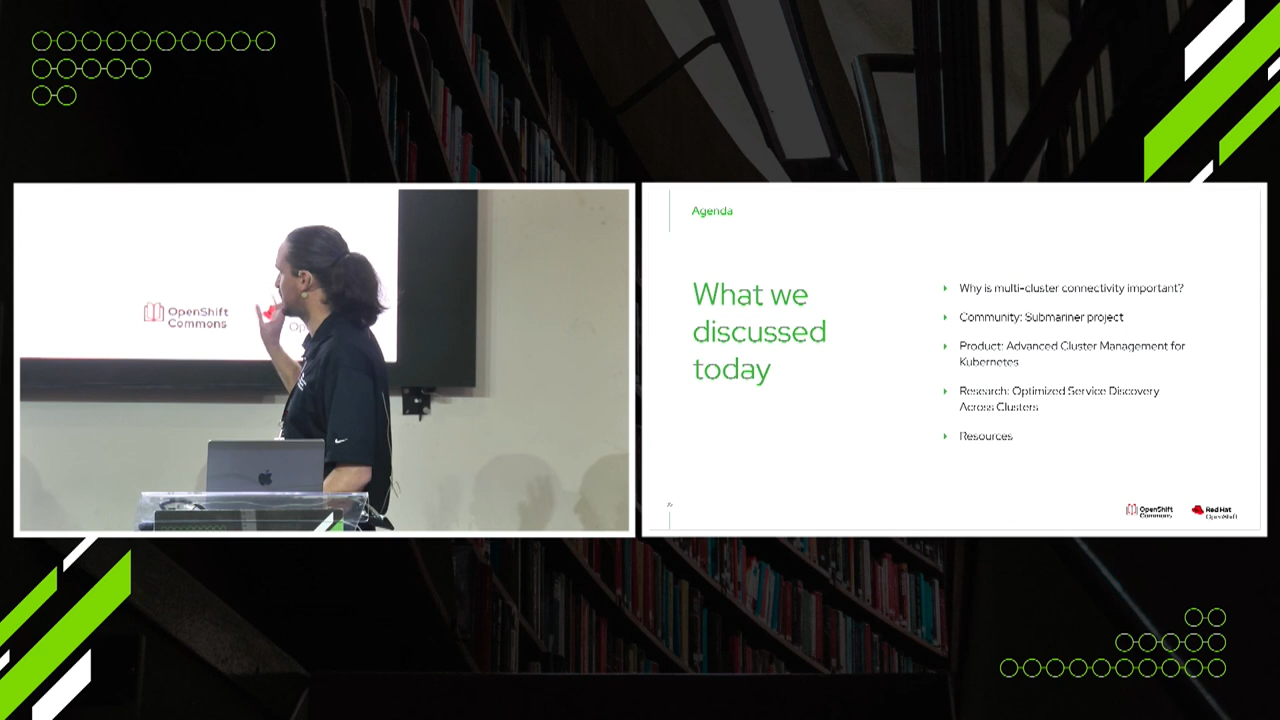 OpenShift
Commons
Op
Agenda
What we
discussed
today
Why is multi-cluster connectivity important?
Community: Submariner project
Product: Advanced Cluster Management for
Kubernetes
Research: Optimized Service Discovery
Across Clusters
Resources
OpenShift
Commons
Red Hat
OpenShift